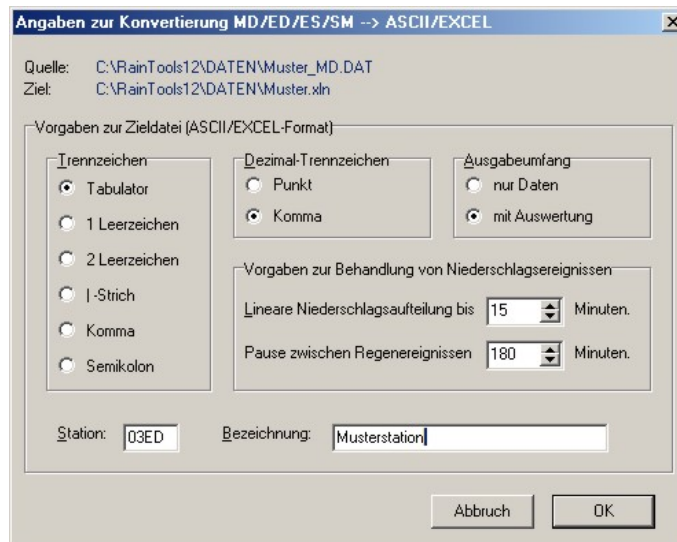 Angaben zur Konvertierung MD/ED/ES/SM --> ASCII/EXCEL
Quelle: C:\RainTools12\DATEN\Muster_MD.DAT
Ziel: C:\RainTools12\DATEN\Muster.xln
Vorgaben zur Zieldatei (ASCII/EXCEL-Format)
Trennzeichen
Tabulator
1 Leerzeichen
2 Leerzeichen
|-Strich
Komma
Semikolon
Dezimal-Trennzeichen
Punkt
Komma
Ausgabeumfang
nur Daten
mit Auswertung
Vorgaben zur Behandlung von Niederschlagsereignissen
Lineare Niederschlagsaufteilung bis 15 Minuten.
Pause zwischen Regenereignissen 180 Minuten.
Station: 03ED Bezeichnung: Musterstation
Abbruch OK